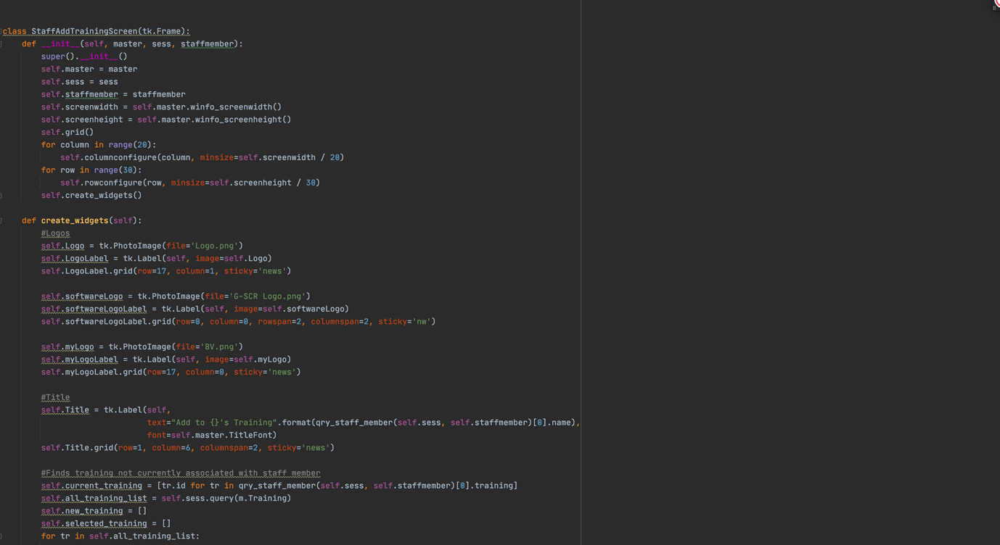 class StaffAddTrainingScreen(tk.Frame):
    def __init__(self, master, sess, staffmember):
        super().__init__()
        self.master = master
        self.sess = sess
        self.staffmember = staffmember
        self.screenwidth = self.master.winfo_screenwidth()
        self.screenheight = self.master.winfo_screenheight()
        self.grid()
        for column in range(20):
            self.columnconfigure(column, minsize=self.screenwidth / 20)
        for row in range(30):
            self.rowconfigure(row, minsize=self.screenheight / 30)
        self.create_widgets()

    def create_widgets(self):
        #Logos
        self.Logo = tk.PhotoImage(file='Logo.png')
        self.LogoLabel = tk.Label(self, image=self.Logo)
        self.LogoLabel.grid(row=17, column=1, sticky='news')

        self.softwareLogo = tk.PhotoImage(file='G-SCR Logo.png')
        self.softwareLogoLabel = tk.Label(self, image=self.softwareLogo)
        self.softwareLogoLabel.grid(row=0, column=0, rowspan=2, columnspan=2, sticky='nw')

        self.myLogo = tk.PhotoImage(file='BV.png')
        self.myLogoLabel = tk.Label(self, image=self.myLogo)
        self.myLogoLabel.grid(row=17, column=0, sticky='news')

        #Title
        self.Title = tk.Label(self,
                              text="Add to {}'s Training".format(qry_staff_member(self.sess, self.staffmember)[0].name),
                              font=self.master.TitleFont)
        self.Title.grid(row=1, column=6, columnspan=2, sticky='news')

        #Finds training not currently associated with staff member
        self.current_training = [tr.id for tr in qry_staff_member(self.sess, self.staffmember)[0].training]
        self.all_training_list = self.sess.query(m.Training)
        self.new_training = []
        self.selected_training = []
        for tr in self.all_training_list: